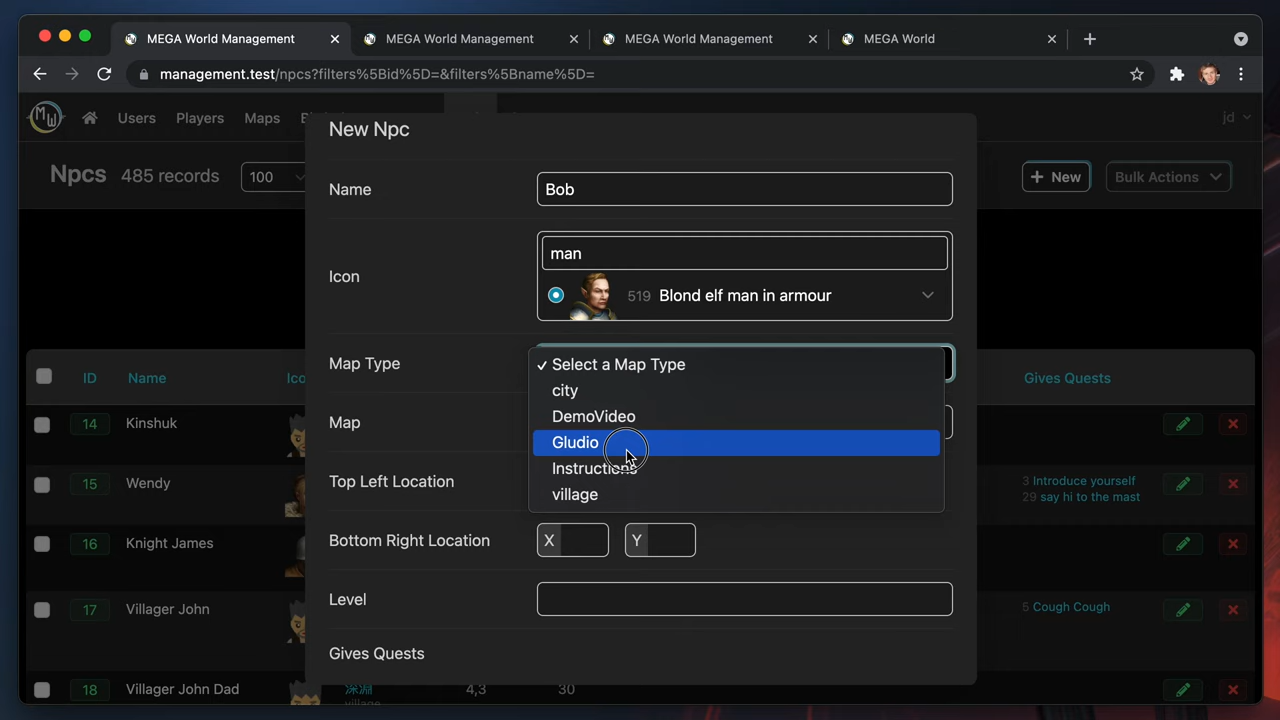 MEGA World Management
MEGA World Management
MEGA World Management
MEGA World
management.test/npcs?filters%5Bid%5D=&filters%5Bname%5D=
MW
Users
Players
Maps
jd
Npcs
485 records
100
+ New
Bulk Actions
New Npc
Name
Bob
Icon
man
519 Blond elf man in armour
Map Type
✓ Select a Map Type
city
DemoVideo
Gludio
Instructions
village
Map
Top Left Location
Bottom Right Location
X
Y
Level
Gives Quests
ID
Name
Gives Quests
14
Kinshuk
15
Wendy
3 Introduce yourself
29 say hi to the mast
16
Knight James
17
Villager John
5 Cough Cough
18
Villager John Dad
深淵
village
4,3
30